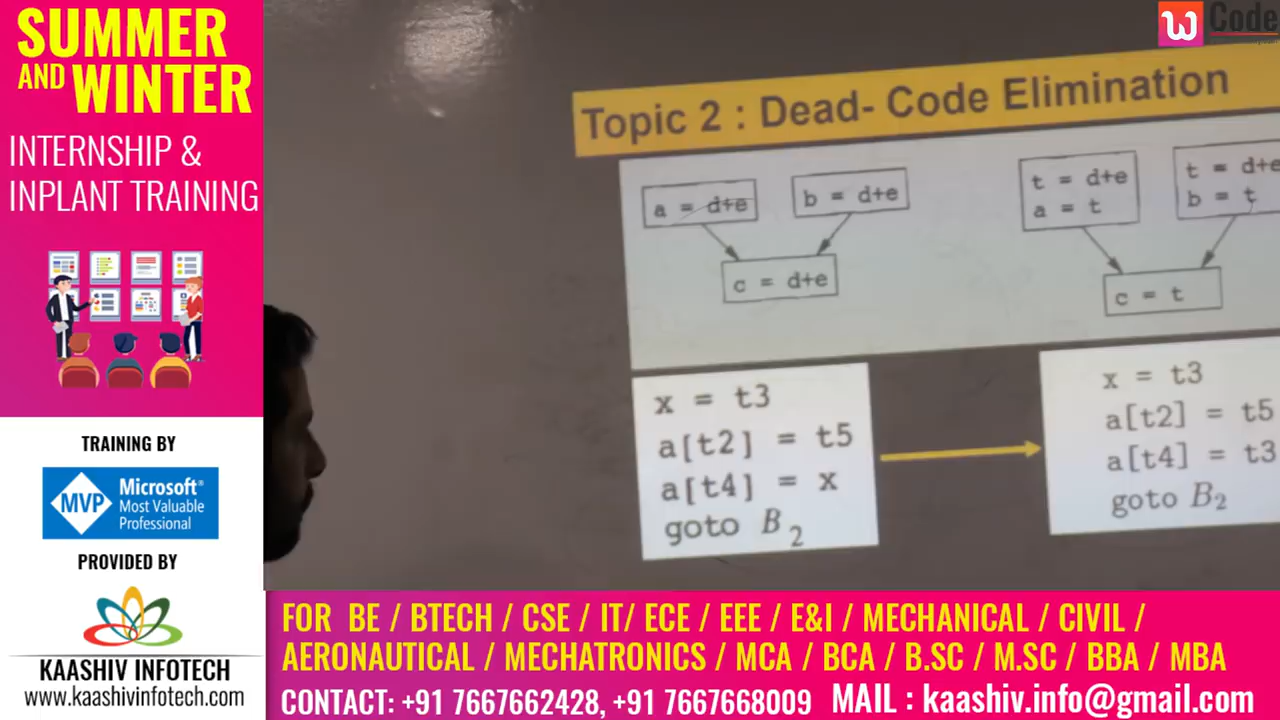 SUMMER
AND WINTER
INTERNSHIP &
INPLANT TRAINING
TRAINING BY
MVP Microsoft®
Most Valuable
Professional
PROVIDED BY
KAASHIV INFOTECH
www.kaashivinfotech.com
W Code
Topic 2 : Dead- Code Elimination
a = d+e
b = d+e
c = d+e
t = d+e
a = t
t = d+e
b = t
c = t
x = t3
a[t2] = t5
a[t4] = x
goto B2
x = t3
a[t2] = t5
a[t4] = t3
goto B2
FOR BE / BTECH / CSE / IT/ ECE / EEE / E&I / MECHANICAL / CIVIL /
AERONAUTICAL / MECHATRONICS / MCA / BCA / B.SC / M.SC / BBA / MBA
CONTACT: +91 7667662428, +91 7667668009 MAIL : kaashiv.info@gmail.com